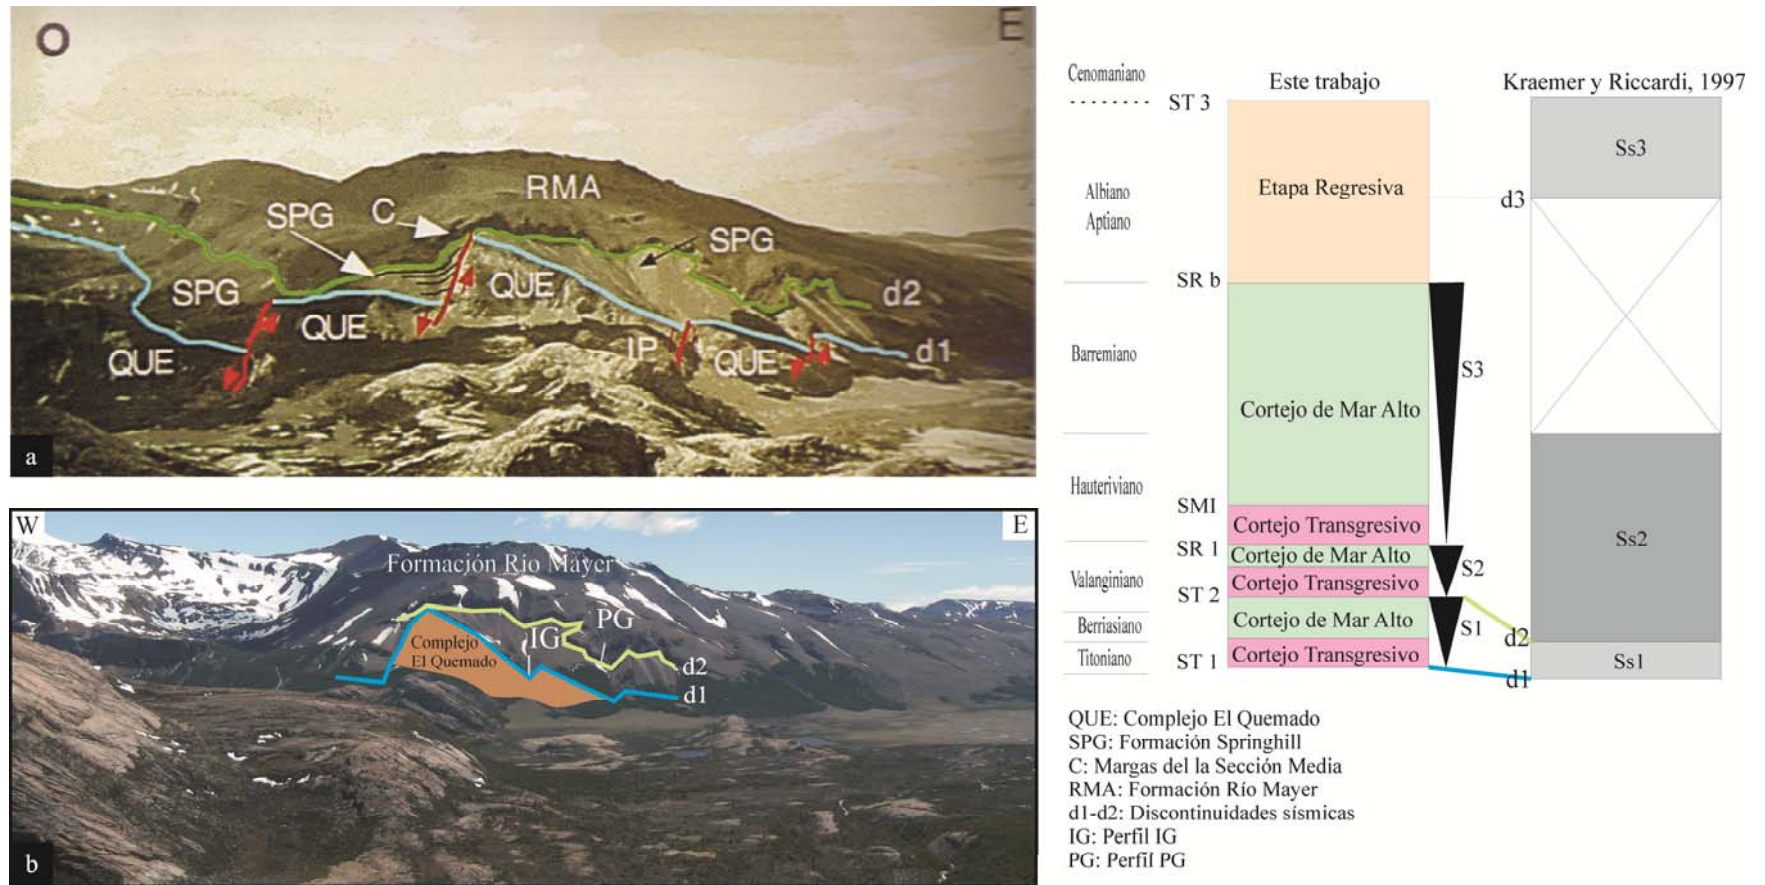 O
E
RMA
C
SPG
SPG
SPG
QUE
QUE
QUE
IP
QUE
d2
d1
a
W
E
Formación Río Mayer
PG
IG
Complejo
El Quemado
d2
d1
b
Este trabajo
Kraemer y Riccardi, 1997
Cenomaniano
ST 3
Ss3
Etapa Regresiva
Albiano
Aptiano
d3
SR b
Barremiano
S3
Cortejo de Mar Alto
Hauteriviano
SMI
Cortejo Transgresivo
Ss2
SR 1
Cortejo de Mar Alto
S2
Valanginiano
Cortejo Transgresivo
ST 2
Berriasiano
Cortejo de Mar Alto
S1
d2
Titoniano
ST 1
Cortejo Transgresivo
Ss1
d1
QUE: Complejo El Quemado
SPG: Formación Springhill
C: Margas del la Sección Media
RMA: Formación Río Mayer
d1-d2: Discontinuidades sísmicas
IG: Perfil IG
PG: Perfil PG